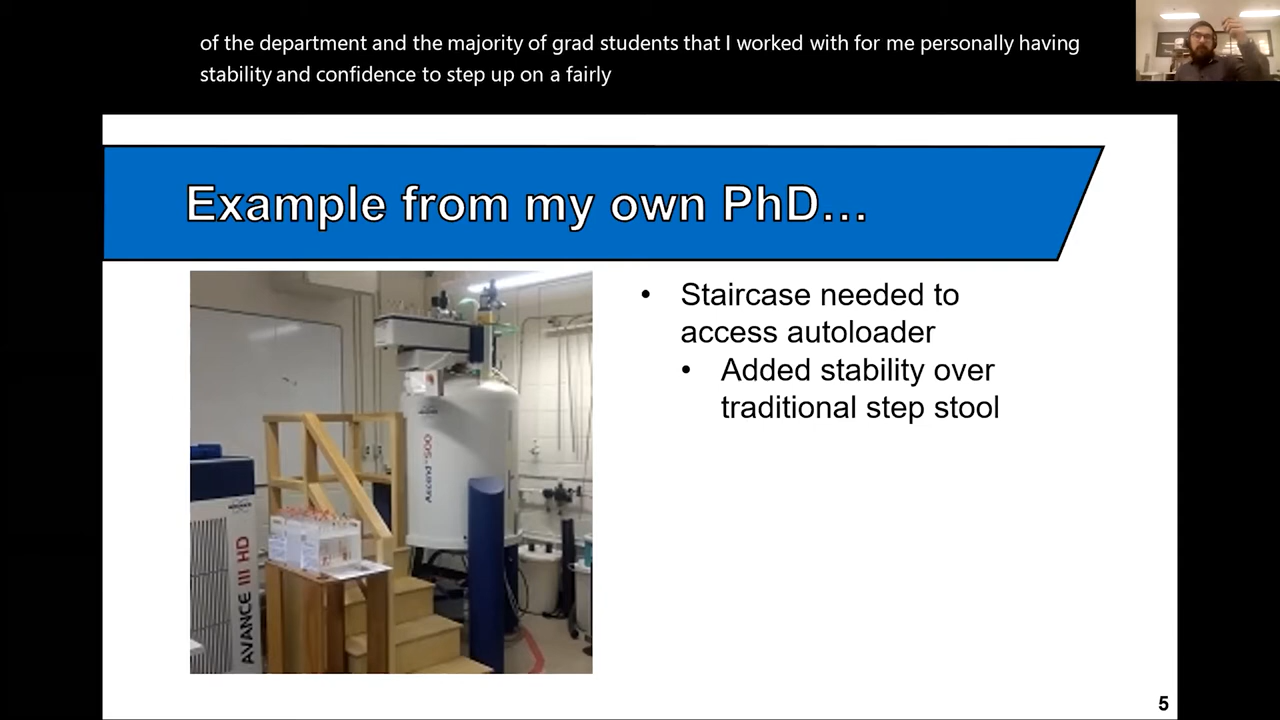 of the department and the majority of grad students that I worked with for me personally having
stability and confidence to step up on a fairly
Example from my own PhD...
• Staircase needed to
access autoloader
• Added stability over
traditional step stool
Ascend 500
AVANCE III HD
5